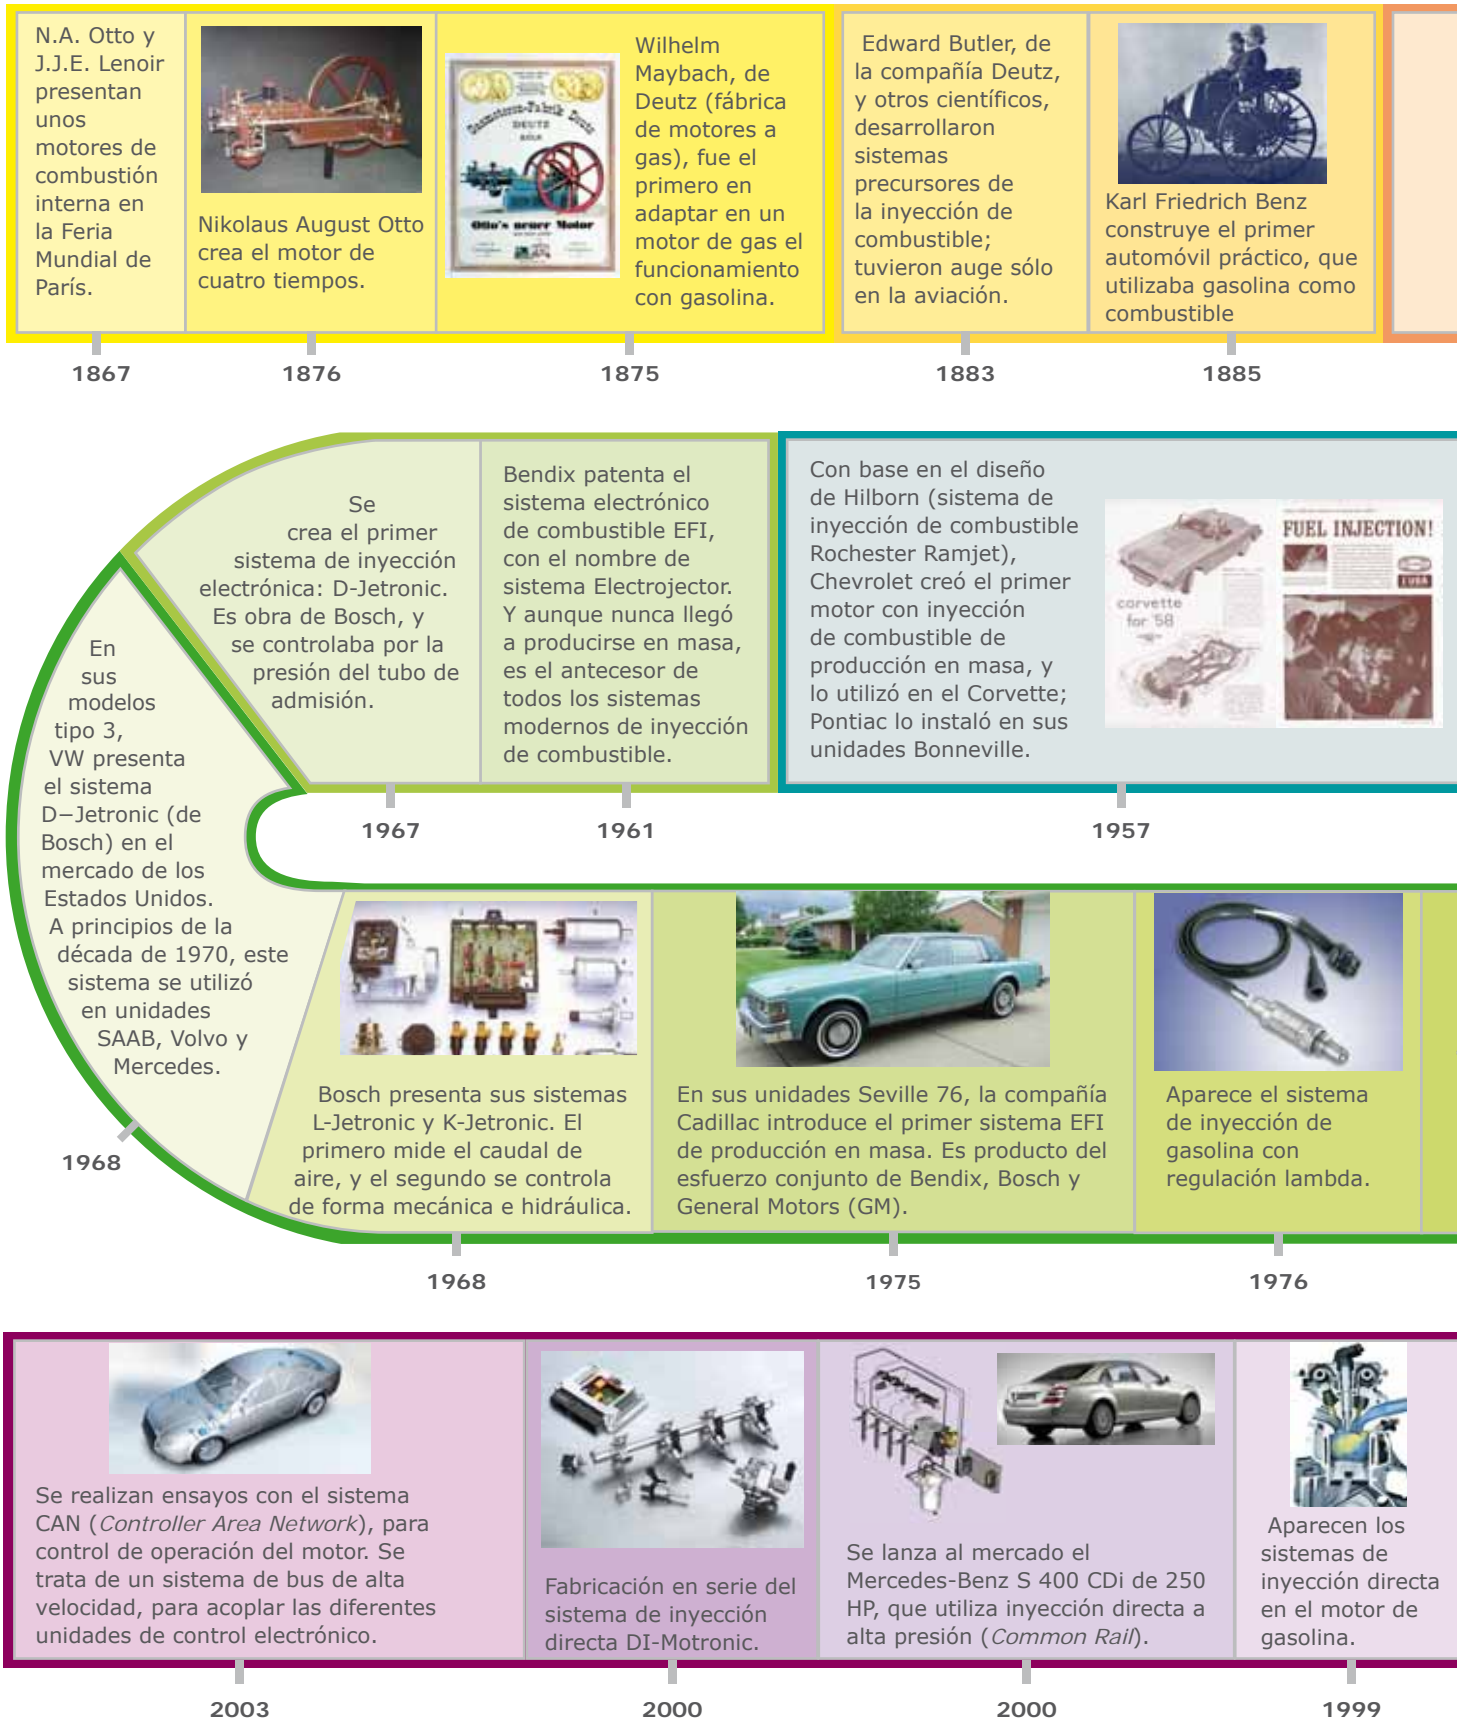 N.A. Otto y
J.J.E. Lenoir
presentan
unos
motores de
combustión
interna en
la Feria
Mundial de
París.
1867
Nikolaus August Otto
crea el motor de
cuatro tiempos.
1876
Gasmotoren-Fabrik Deutz
DEUTZ
KÖLN
Otto's neuer Motor
Wilhelm
Maybach, de
Deutz (fábrica
de motores a
gas), fue el
primero en
adaptar en un
motor de gas el
funcionamiento
con gasolina.
1875
Edward Butler, de
la compañía Deutz,
y otros científicos,
desarrollaron
sistemas
precursores de
la inyección de
combustible;
tuvieron auge sólo
en la aviación.
1883
Karl Friedrich Benz
construye el primer
automóvil práctico, que
utilizaba gasolina como
combustible
1885
Con base en el diseño
de Hilborn (sistema de
inyección de combustible
Rochester Ramjet),
Chevrolet creó el primer
motor con inyección
de combustible de
producción en masa, y
lo utilizó en el Corvette;
Pontiac lo instaló en sus
unidades Bonneville.
corvette
for '58
FUEL INJECTION!
1957
Bendix patenta el
sistema electrónico
de combustible EFI,
con el nombre de
sistema Electrojector.
Y aunque nunca llegó
a producirse en masa,
es el antecesor de
todos los sistemas
modernos de inyección
de combustible.
1961
Se
crea el primer
sistema de inyección
electrónica: D-Jetronic.
Es obra de Bosch, y
se controlaba por la
presión del tubo de
admisión.
1967
En
sus
modelos
tipo 3,
VW presenta
el sistema
D−Jetronic (de
Bosch) en el
mercado de los
Estados Unidos.
A principios de la
década de 1970, este
sistema se utilizó
en unidades
SAAB, Volvo y
Mercedes.
1968
Bosch presenta sus sistemas
L-Jetronic y K-Jetronic. El
primero mide el caudal de
aire, y el segundo se controla
de forma mecánica e hidráulica.
1968
En sus unidades Seville 76, la compañía
Cadillac introduce el primer sistema EFI
de producción en masa. Es producto del
esfuerzo conjunto de Bendix, Bosch y
General Motors (GM).
1975
Aparece el sistema
de inyección de
gasolina con
regulación lambda.
1976
Aparecen los
sistemas de
inyección directa
en el motor de
gasolina.
1999
Se lanza al mercado el
Mercedes-Benz S 400 CDi de 250
HP, que utiliza inyección directa a
alta presión (Common Rail).
2000
Fabricación en serie del
sistema de inyección
directa DI-Motronic.
2000
Se realizan ensayos con el sistema
CAN (Controller Area Network), para
control de operación del motor. Se
trata de un sistema de bus de alta
velocidad, para acoplar las diferentes
unidades de control electrónico.
2003